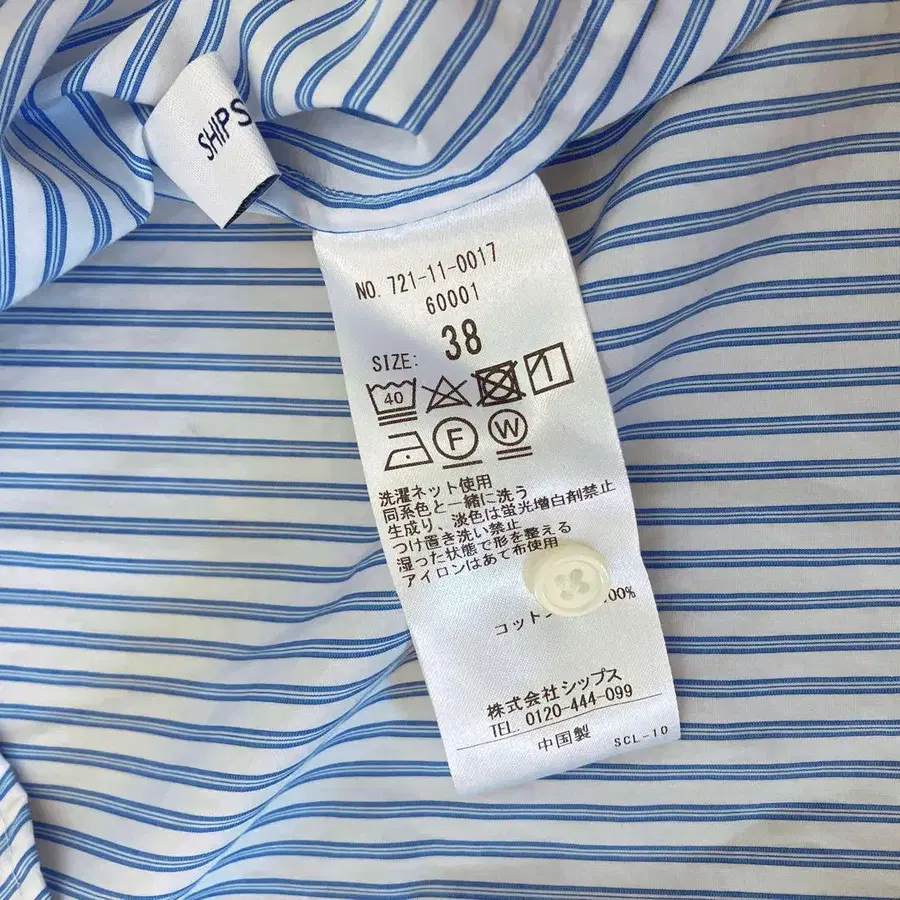 SHIPS
NO. 721-11-0017
60001
SIZE: 38
40
F W
洗濯ネット使用
同系色と一緒に洗う
生成り、淡色は蛍光増白剤禁止
つけ置き洗い禁止
湿った状態で形を整える
アイロンはあて布使用
コットン 100%
株式会社シップス
TEL. 0120-444-099
中国製 SCL-10